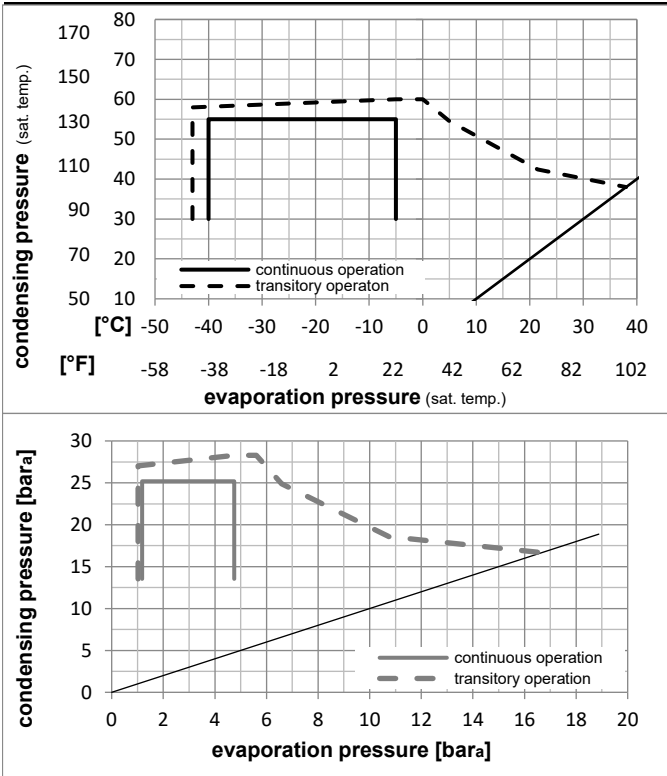 condensing pressure (sat. temp.)
170 80
70
150
60
130
50
110
40
90
30
20
50 10
continuous operation
transitory operaton
[°C] -50 -40 -30 -20 -10 0 10 20 30 40
[°F] -58 -38 -18 2 22 42 62 82 102
evaporation pressure (sat. temp.)
condensing pressure [bara]
30
25
20
15
10
5
0
continuous operation
transitory operation
0 2 4 6 8 10 12 14 16 18 20
evaporation pressure [bara]